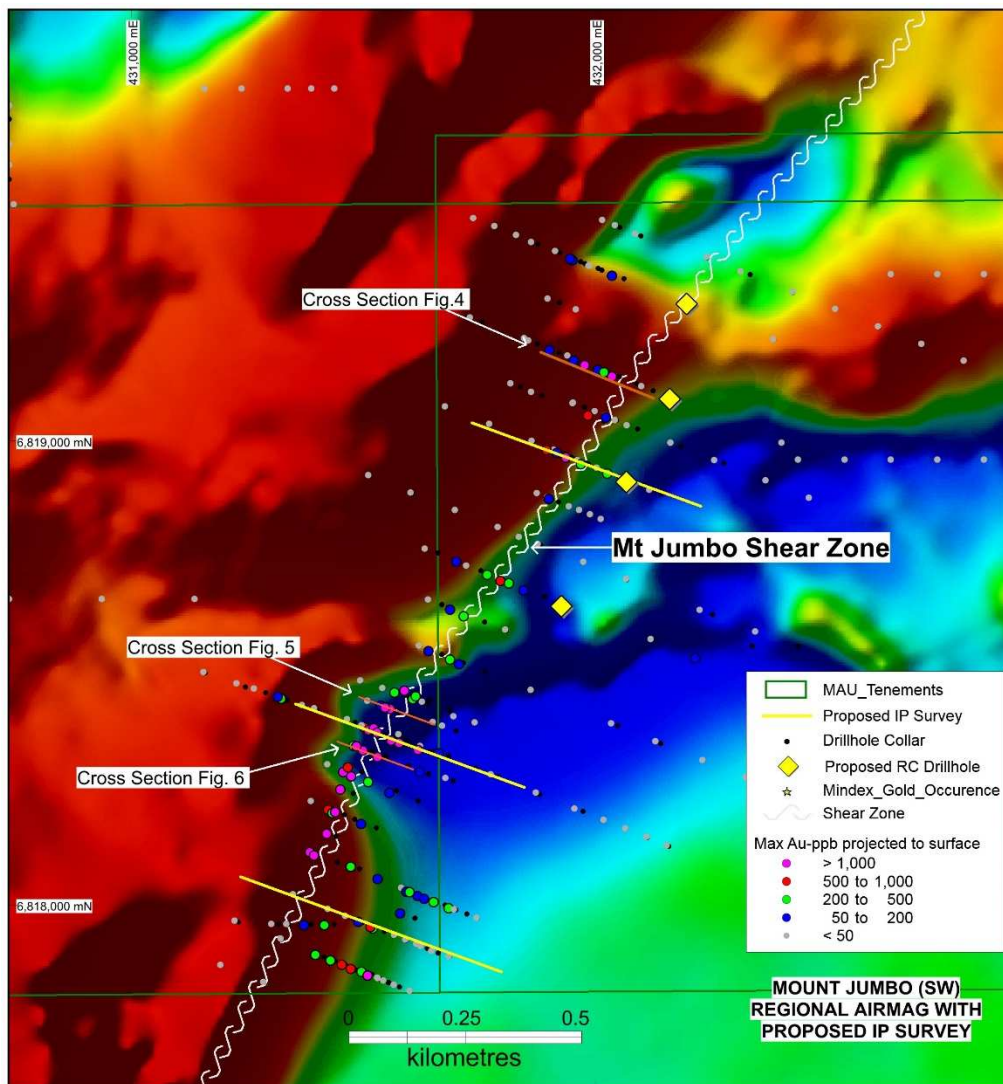 431,000 mE
432,000 mE
Cross Section Fig.4
6,819,000 mN
Mt Jumbo Shear Zone
Cross Section Fig. 5
Cross Section Fig. 6
6,818,000 mN
MAU_Tenements
Proposed IP Survey
Drillhole Collar
Proposed RC Drillhole
Mindex_Gold_Occurence
Shear Zone
Max Au-ppb projected to surface
> 1,000
500 to 1,000
200 to 500
50 to 200
< 50
MOUNT JUMBO (SW)
REGIONAL AIRMAG WITH
PROPOSED IP SURVEY
0 0.25 0.5
kilometres